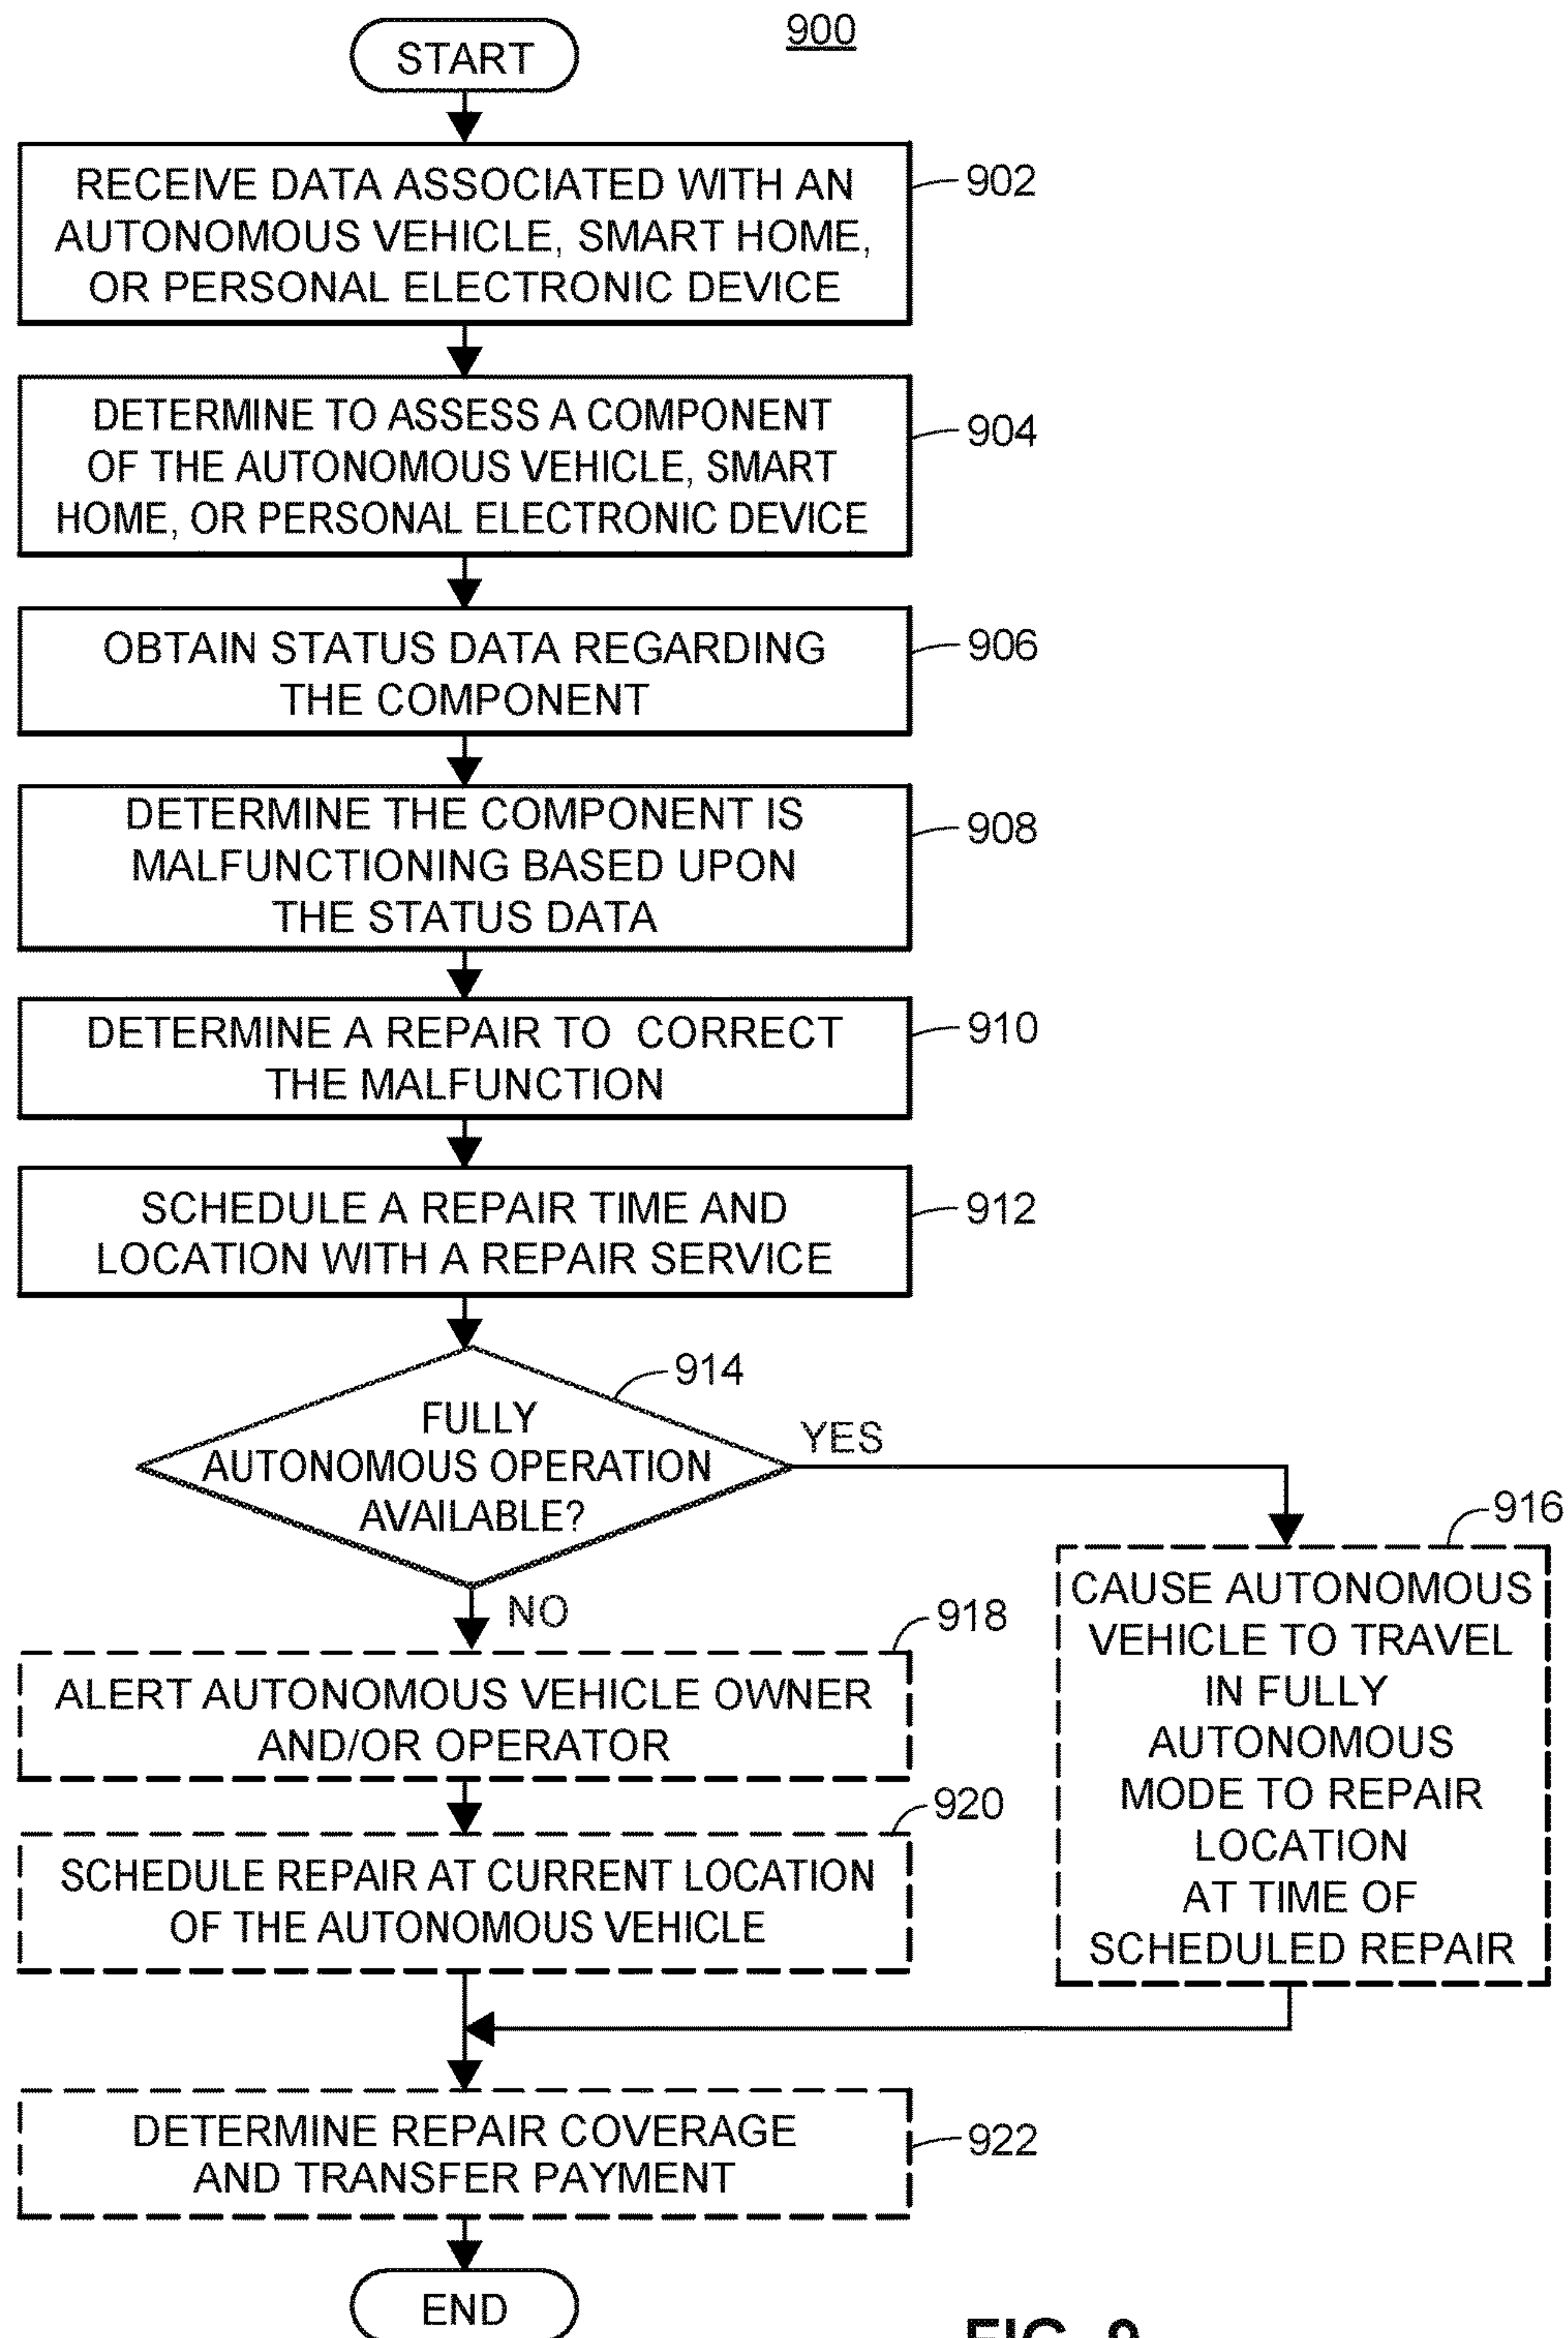 900
START
RECEIVE DATA ASSOCIATED WITH AN
AUTONOMOUS VEHICLE, SMART HOME,
OR PERSONAL ELECTRONIC DEVICE
902
DETERMINE TO ASSESS A COMPONENT
OF THE AUTONOMOUS VEHICLE, SMART
HOME, OR PERSONAL ELECTRONIC DEVICE
904
OBTAIN STATUS DATA REGARDING
THE COMPONENT
906
DETERMINE THE COMPONENT IS
MALFUNCTIONING BASED UPON
THE STATUS DATA
908
DETERMINE A REPAIR TO CORRECT
THE MALFUNCTION
910
SCHEDULE A REPAIR TIME AND
LOCATION WITH A REPAIR SERVICE
912
914
FULLY
AUTONOMOUS OPERATION
AVAILABLE?
YES
916
CAUSE AUTONOMOUS
VEHICLE TO TRAVEL
IN FULLY
AUTONOMOUS
MODE TO REPAIR
LOCATION
AT TIME OF
SCHEDULED REPAIR
NO
918
ALERT AUTONOMOUS VEHICLE OWNER
AND/OR OPERATOR
920
SCHEDULE REPAIR AT CURRENT LOCATION
OF THE AUTONOMOUS VEHICLE
DETERMINE REPAIR COVERAGE
AND TRANSFER PAYMENT
922
END
FIG. 9